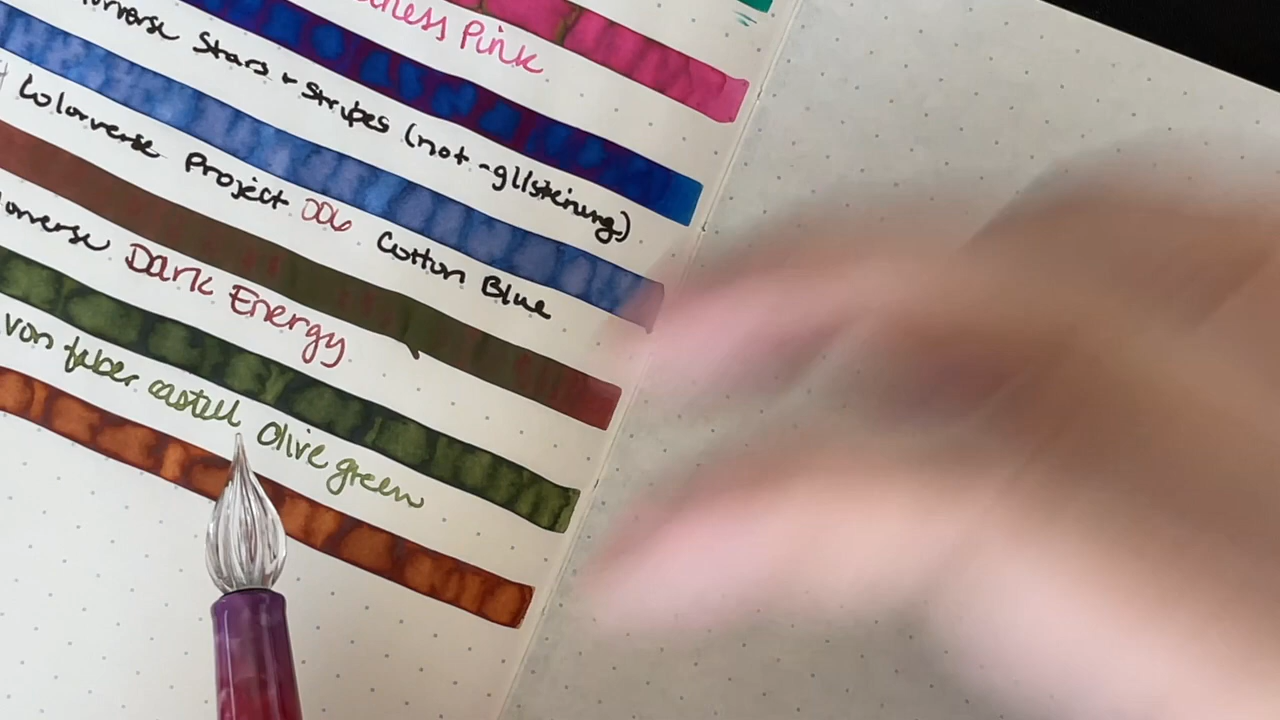 Pink
Stars + Stripes (not-glistening)
Colorverse Project 006 Cotton Blue
Dark Energy
von faber castell Olive green